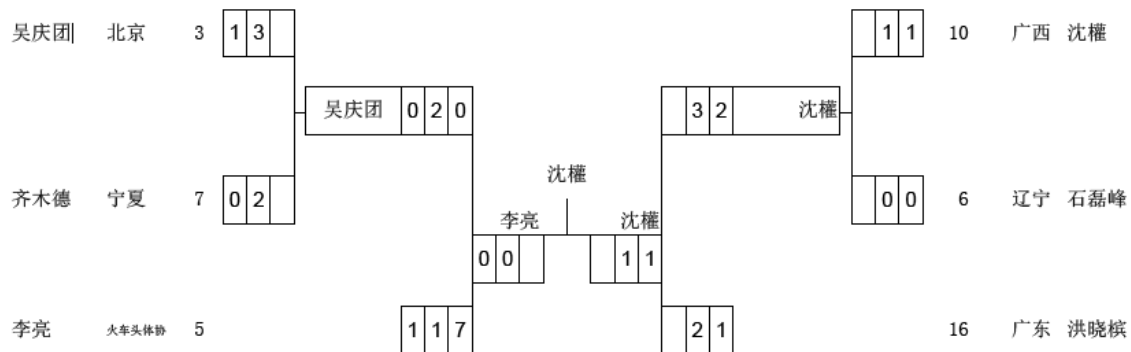 吴庆团 北京 3 1 3 1 1 10 广西 沈權
吴庆团 0 2 0 3 2 沈權
沈權
齐木德 宁夏 7 0 2 0 0 6 辽宁 石磊峰
李亮 沈權
0 0 1 1
李亮 火车头体协 5 1 1 7 2 1 16 广东 洪晓槟